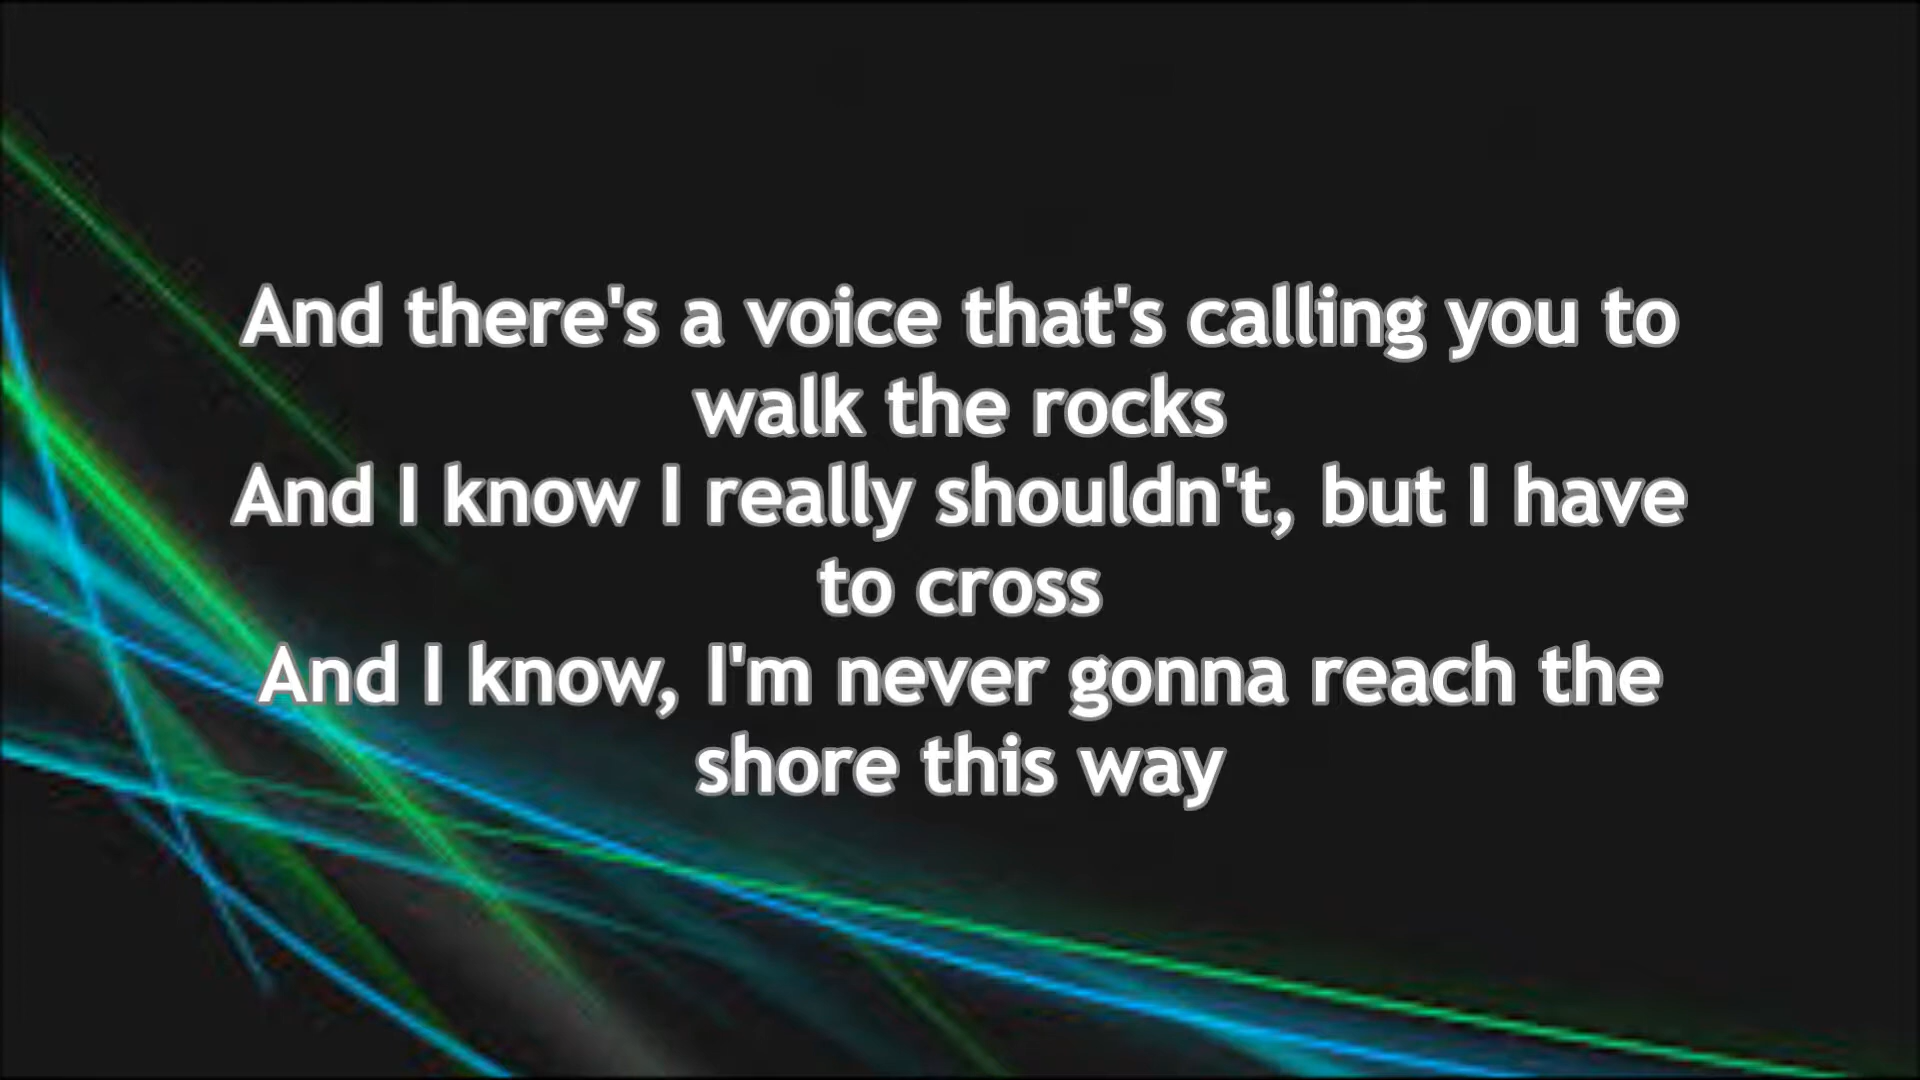 And there's a voice that's calling you to
walk the rocks
And I know I really shouldn't, but I have
to cross
And I know, I'm never gonna reach the
shore this way